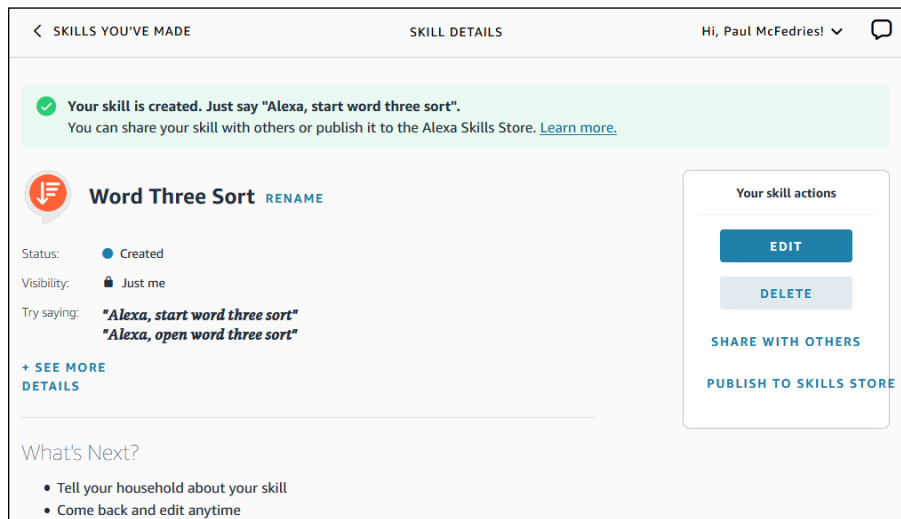 SKILLS YOU'VE MADE
SKILL DETAILS
Hi, Paul McFedries!
Your skill is created. Just say "Alexa, start word three sort".
You can share your skill with others or publish it to the Alexa Skills Store. Learn more.
Word Three Sort RENAME
Status: Created
Visibility: Just me
Try saying: "Alexa, start word three sort"
"Alexa, open word three sort"
+ SEE MORE
DETAILS
Your skill actions
EDIT
DELETE
SHARE WITH OTHERS
PUBLISH TO SKILLS STORE
What's Next?
• Tell your household about your skill
• Come back and edit anytime